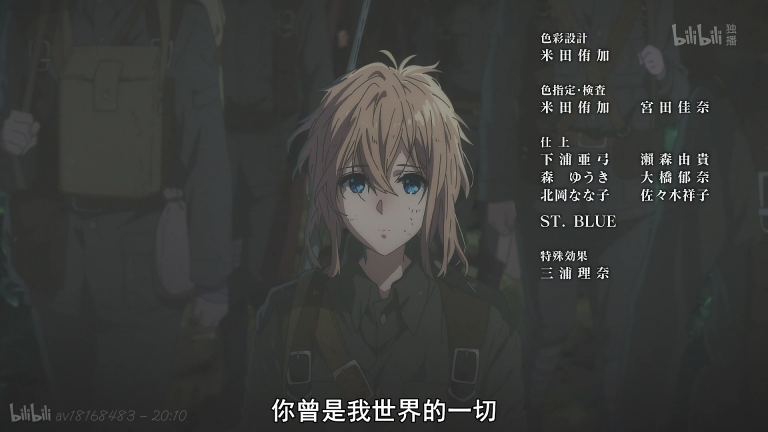 bilibili 独播
色彩設計
米田侑加
色指定・検査
米田侑加 宮田佳奈
仕上
下浦亜弓 瀬森由貴
森 ゆうき 大橋郁奈
北岡なな子 佐々木祥子
ST. BLUE
特殊効果
三浦理奈
你曾是我世界的一切
bilibili av18168483 - 20:10